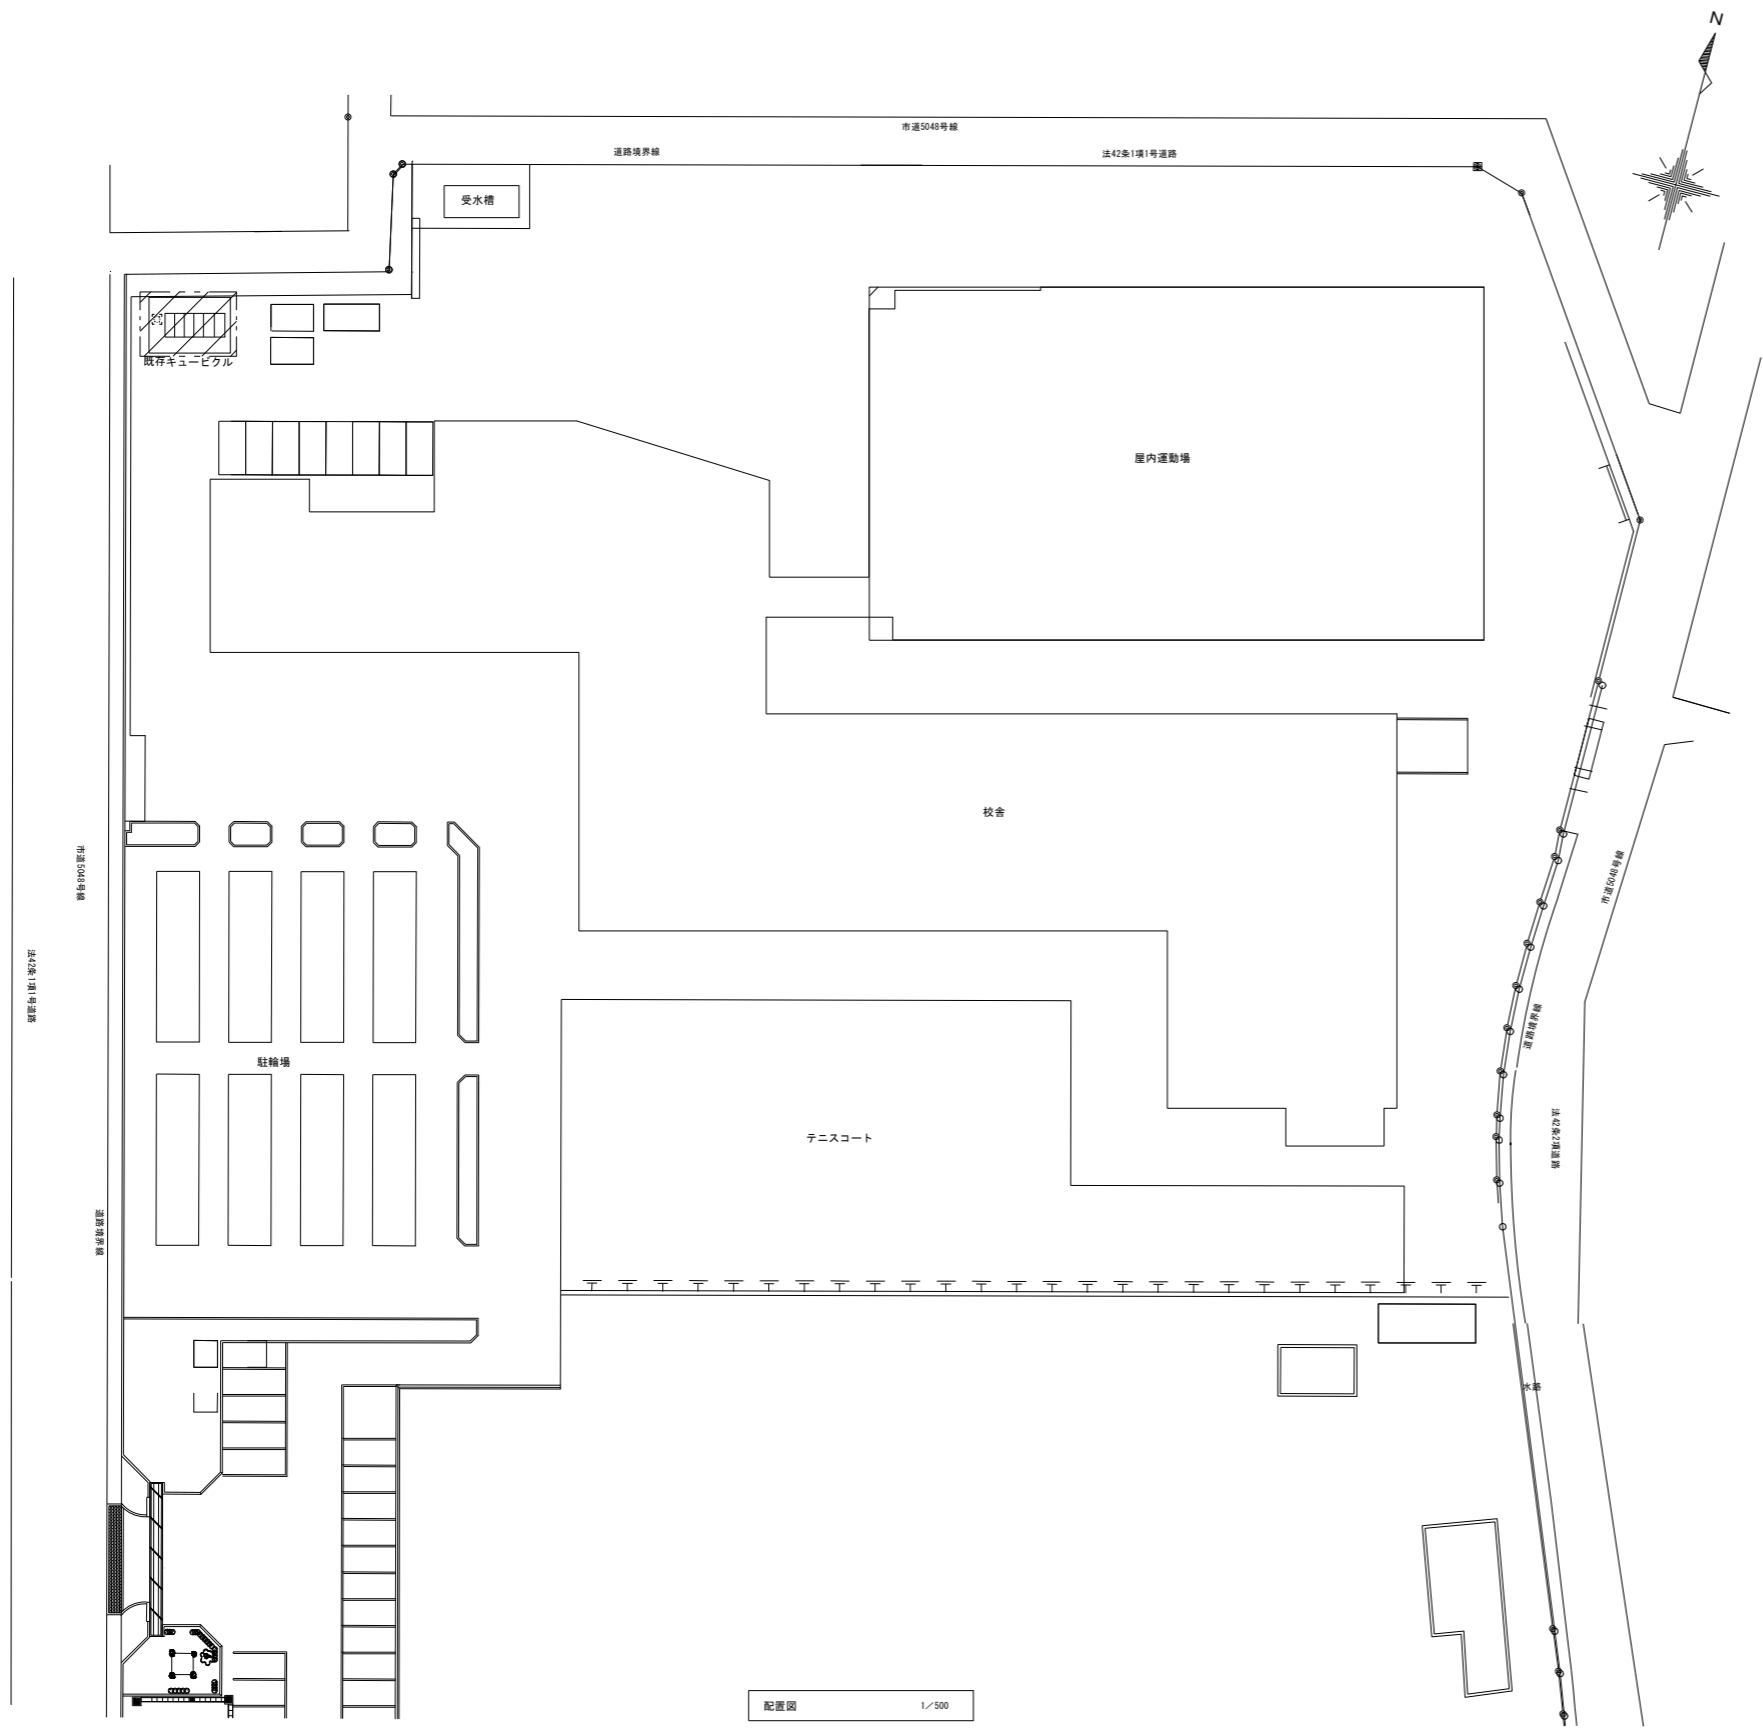 N
市道5048号線
道路境界線
法42条1項1号道路
受水槽
既存キュービクル
屋内運動場
校舎
市道5048号線
市道5048号線
法42条1項1号道路
道路境界線
駐輪場
法42条2項道路
テニスコート
道路境界線
水路
配置図 1/500